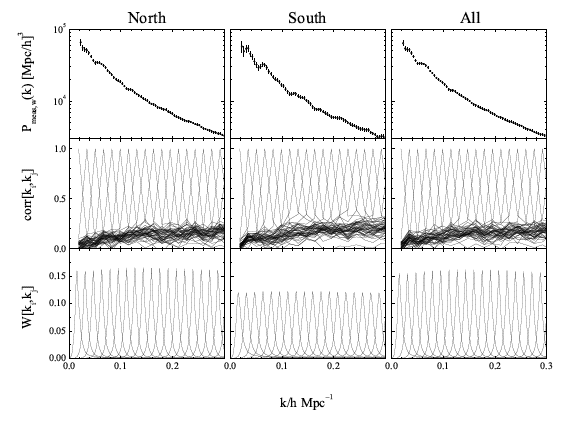 North South All
10^5
10^4
P_meas,w(k) [Mpc/h]^3
1.0
0.5
0.0
corr[k_i,k_j]
0.15
0.10
0.05
0.00
W[k_i,k_j]
0.0 0.1 0.2 0.0 0.1 0.2 0.0 0.1 0.2 0.3
k/h Mpc^-1